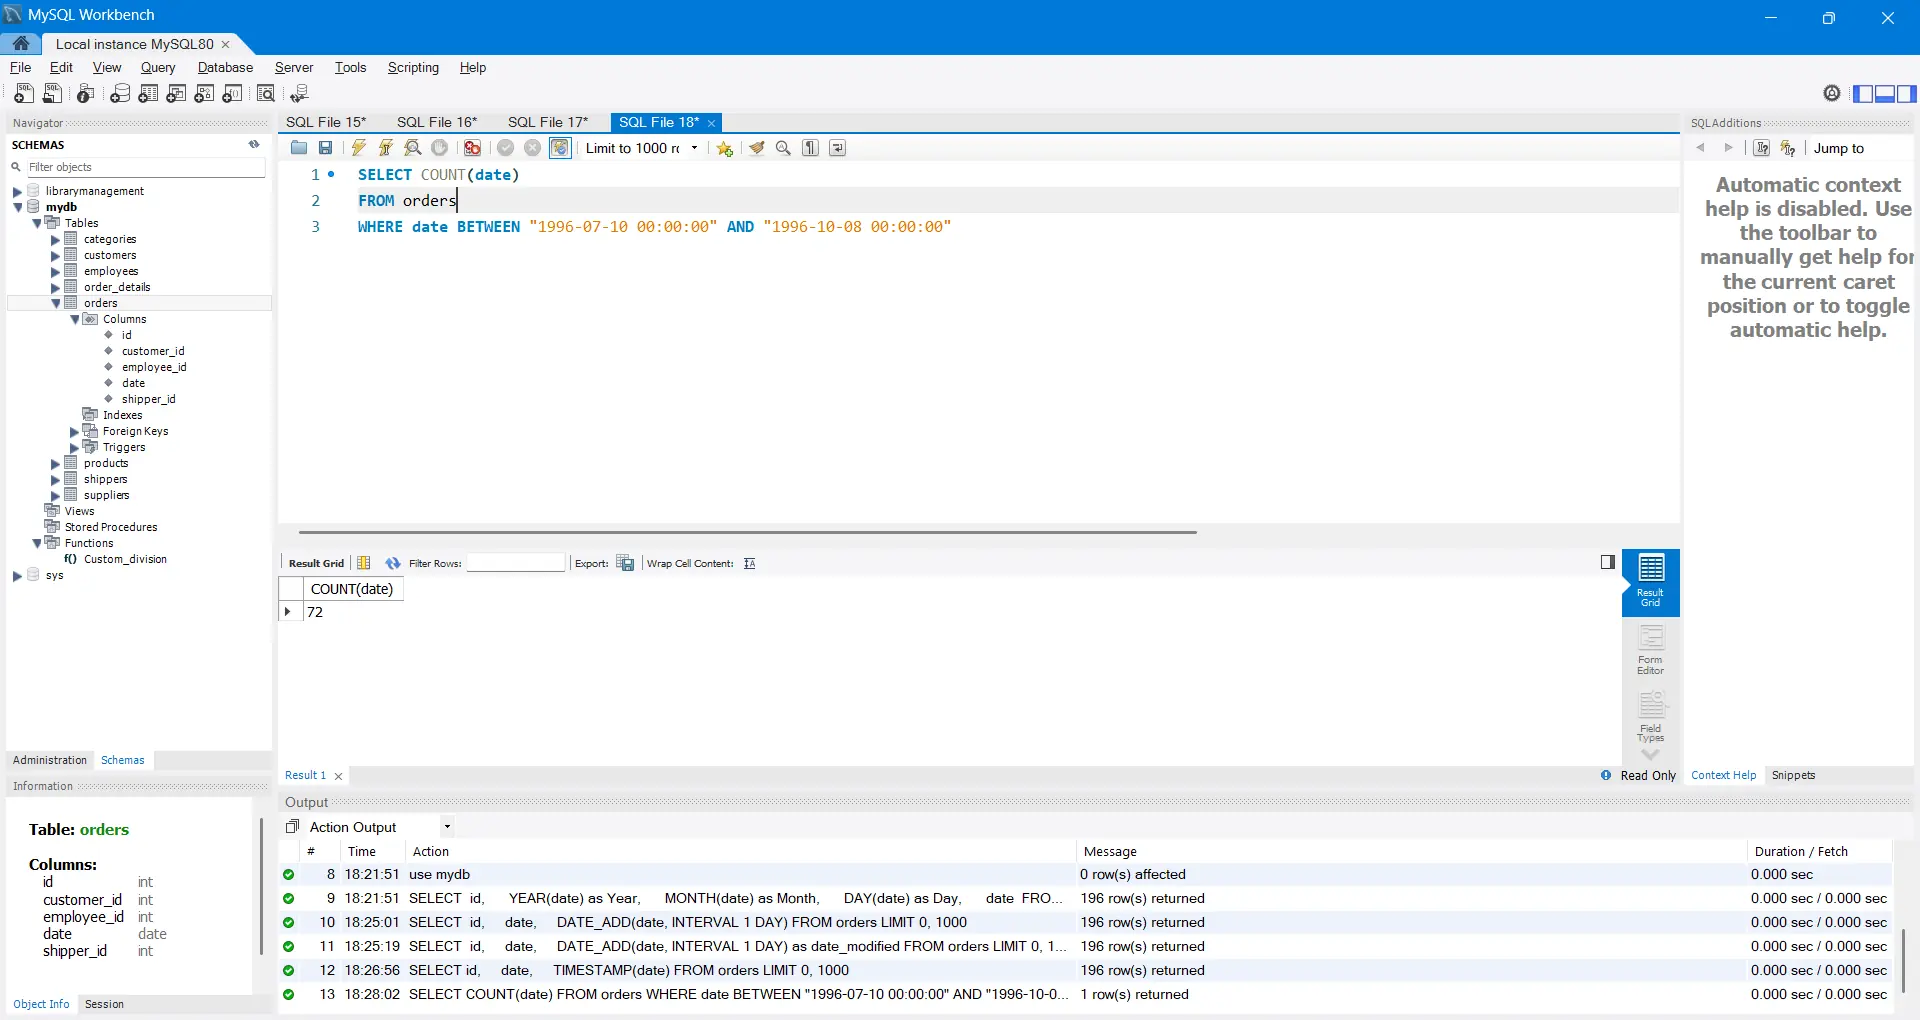 MySQL Workbench
Local instance MySQL80
File Edit View Query Database Server Tools Scripting Help
Navigator
SCHEMAS
Filter objects
librarymanagement
mydb
Tables
categories
customers
employees
order_details
orders
Columns
id
customer_id
employee_id
date
shipper_id
Indexes
Foreign Keys
Triggers
products
shippers
suppliers
Views
Stored Procedures
Functions
f() Custom_division
sys
Administration Schemas
Information
Table: orders
Columns:
id int
customer_id int
employee_id int
date date
shipper_id int
Object Info Session
SQL File 15* SQL File 16* SQL File 17* SQL File 18*
Limit to 1000 rc
1 SELECT COUNT(date)
2 FROM orders
3 WHERE date BETWEEN "1996-07-10 00:00:00" AND "1996-10-08 00:00:00"
Result Grid Filter Rows: Export: Wrap Cell Content: IA
COUNT(date)
72
Result Grid
Form Editor
Field Types
Result 1
Read Only
SQLAdditions
Jump to
Automatic context
help is disabled. Use
the toolbar to
manually get help for
the current caret
position or to toggle
automatic help.
Context Help Snippets
Output
Action Output
# Time Action Message Duration / Fetch
8 18:21:51 use mydb 0 row(s) affected 0.000 sec
9 18:21:51 SELECT id, YEAR(date) as Year, MONTH(date) as Month, DAY(date) as Day, date FRO... 196 row(s) returned 0.000 sec / 0.000 sec
10 18:25:01 SELECT id, date, DATE_ADD(date, INTERVAL 1 DAY) FROM orders LIMIT 0, 1000 196 row(s) returned 0.000 sec / 0.000 sec
11 18:25:19 SELECT id, date, DATE_ADD(date, INTERVAL 1 DAY) as date_modified FROM orders LIMIT 0, 1... 196 row(s) returned 0.000 sec / 0.000 sec
12 18:26:56 SELECT id, date, TIMESTAMP(date) FROM orders LIMIT 0, 1000 196 row(s) returned 0.000 sec / 0.000 sec
13 18:28:02 SELECT COUNT(date) FROM orders WHERE date BETWEEN "1996-07-10 00:00:00" AND "1996-10-0... 1 row(s) returned 0.000 sec / 0.000 sec